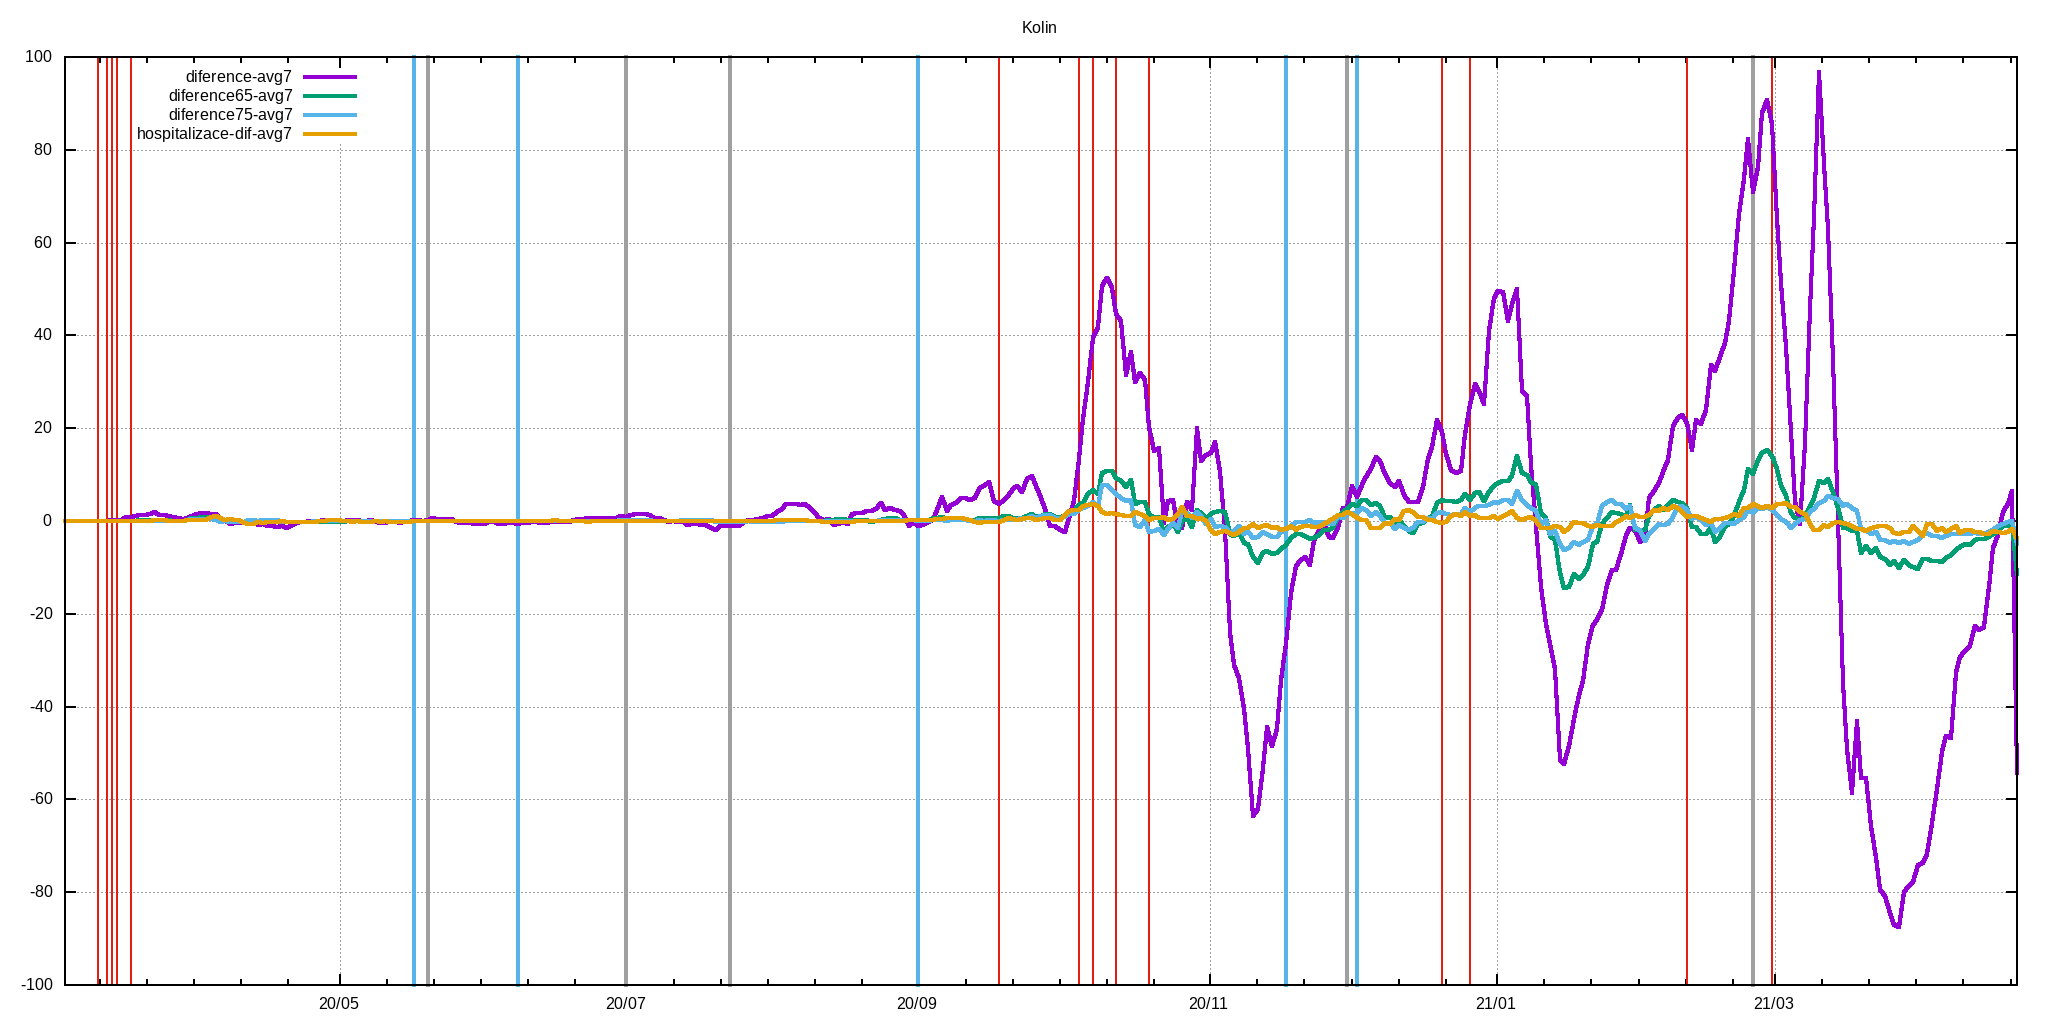 Kolin
diference-avg7
diference65-avg7
diference75-avg7
hospitalizace-dif-avg7
100
80
60
40
20
0
-20
-40
-60
-80
-100
20/05 20/07 20/09 20/11 21/01 21/03